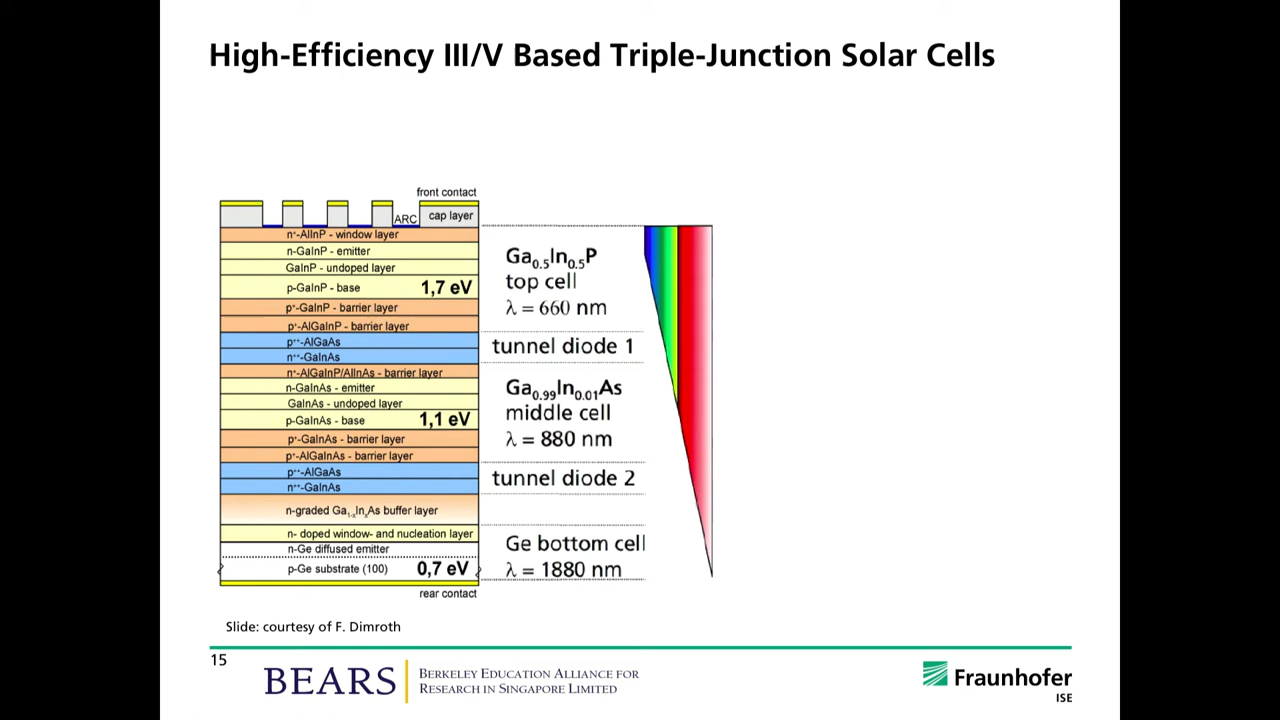 High-Efficiency III/V Based Triple-Junction Solar Cells
front contact
ARC
cap layer
n⁺-AlInP - window layer
n-GaInP - emitter
GaInP - undoped layer
p-GaInP - base
1,7 eV
p⁺-GaInP - barrier layer
p⁺-AlGaInP - barrier layer
p⁺⁺-AlGaAs
n⁺⁺-GaInAs
n⁺-AlGaInP/AlInAs - barrier layer
n-GaInAs - emitter
GaInAs - undoped layer
p-GaInAs - base
1,1 eV
p⁺-GaInAs - barrier layer
p⁺-AlGaInAs - barrier layer
p⁺⁺-AlGaAs
n⁺⁺-GaInAs
n-graded Ga₁₋ₓInₓAs buffer layer
n- doped window- and nucleation layer
n-Ge diffused emitter
p-Ge substrate (100)
0,7 eV
rear contact
Ga₀.₅In₀.₅P
top cell
λ = 660 nm
tunnel diode 1
Ga₀.₉₉In₀.₀₁As
middle cell
λ = 880 nm
tunnel diode 2
Ge bottom cell
λ = 1880 nm
Slide: courtesy of F. Dimroth
15
BEARS
BERKELEY EDUCATION ALLIANCE FOR
RESEARCH IN SINGAPORE LIMITED
Fraunhofer
ISE